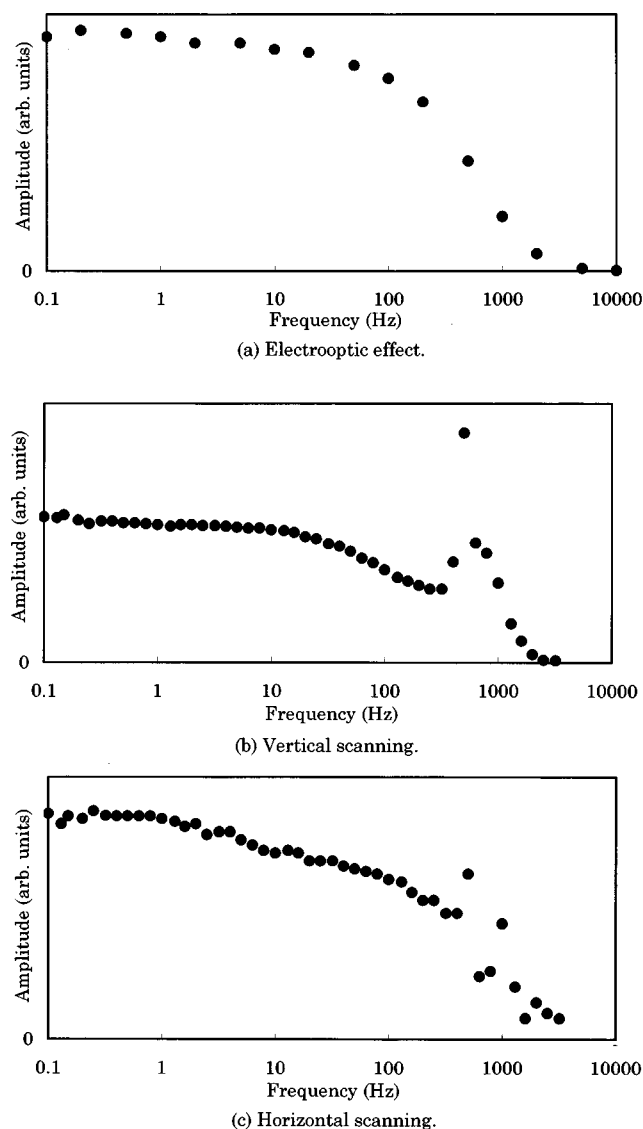 Amplitude (arb. units)
0
0.1 1 10 100 1000 10000
Frequency (Hz)
(a) Electrooptic effect.
Amplitude (arb. units)
0
0.1 1 10 100 1000 10000
Frequency (Hz)
(b) Vertical scanning.
Amplitude (arb. units)
0
0.1 1 10 100 1000 10000
Frequency (Hz)
(c) Horizontal scanning.